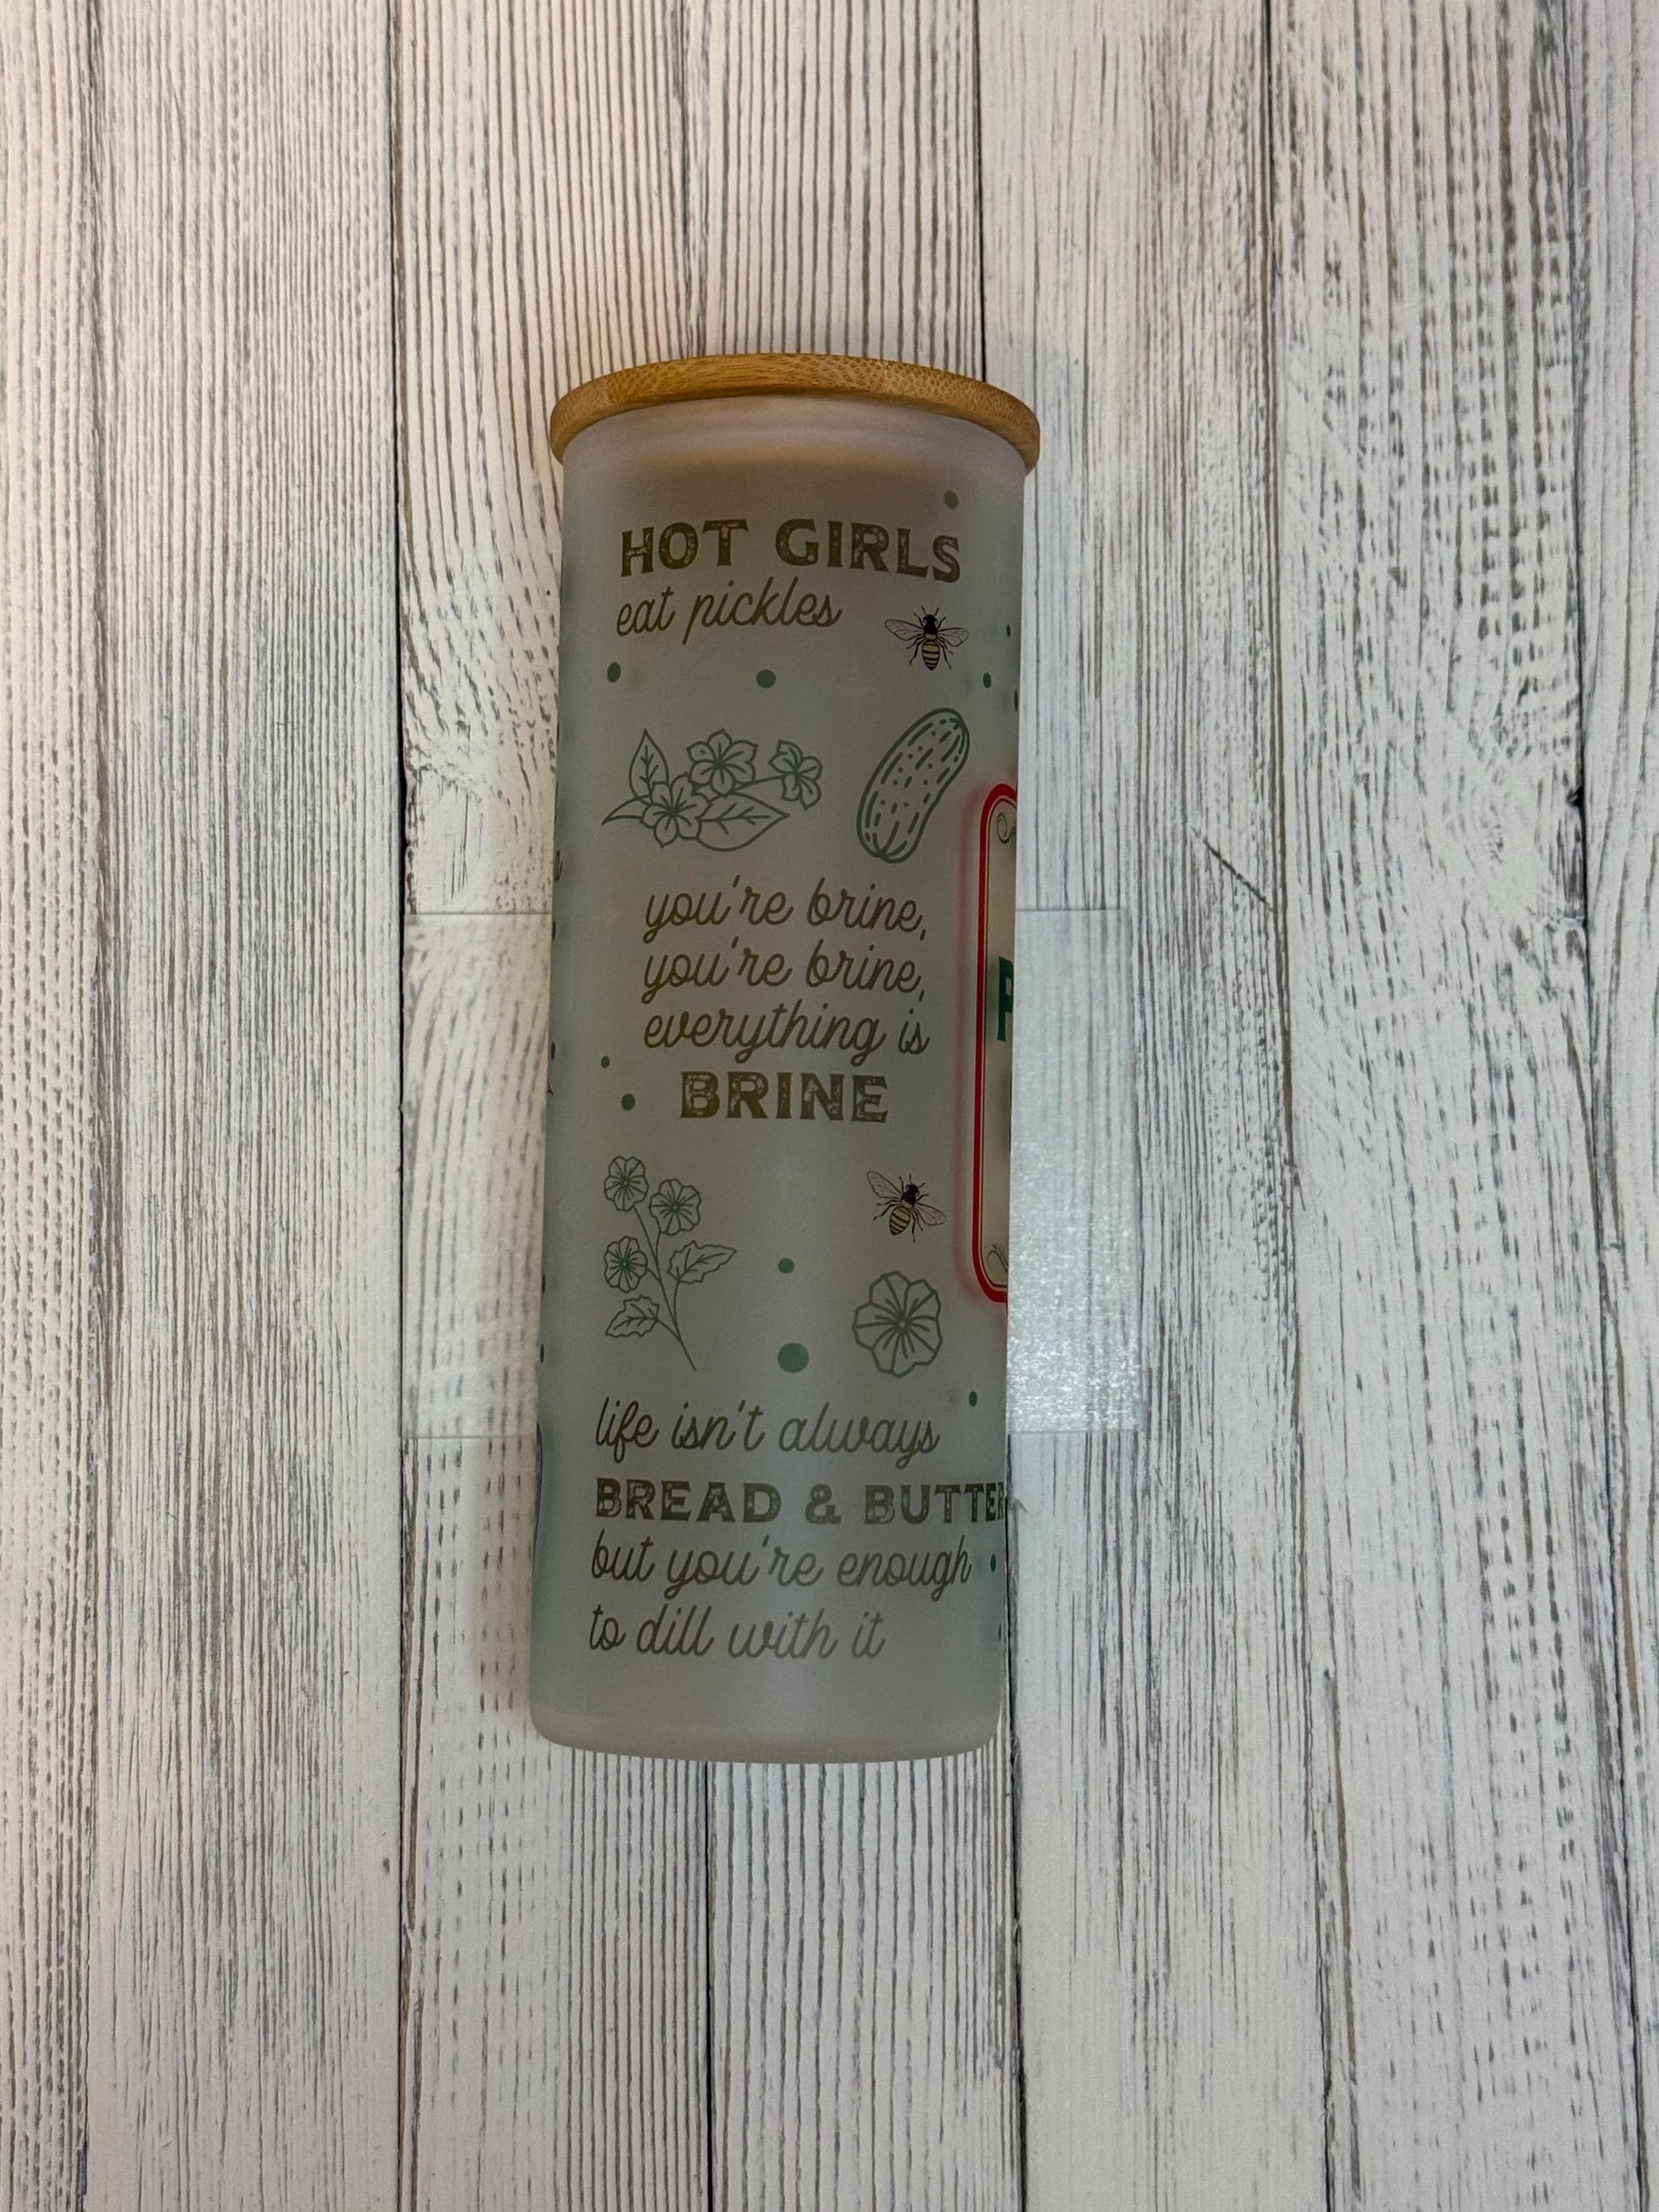 HOT GIRLS
eat pickles
you're brine,
you're brine,
everything is
BRINE
life isn't always
BREAD & BUTTER
but you're enough
to dill with it